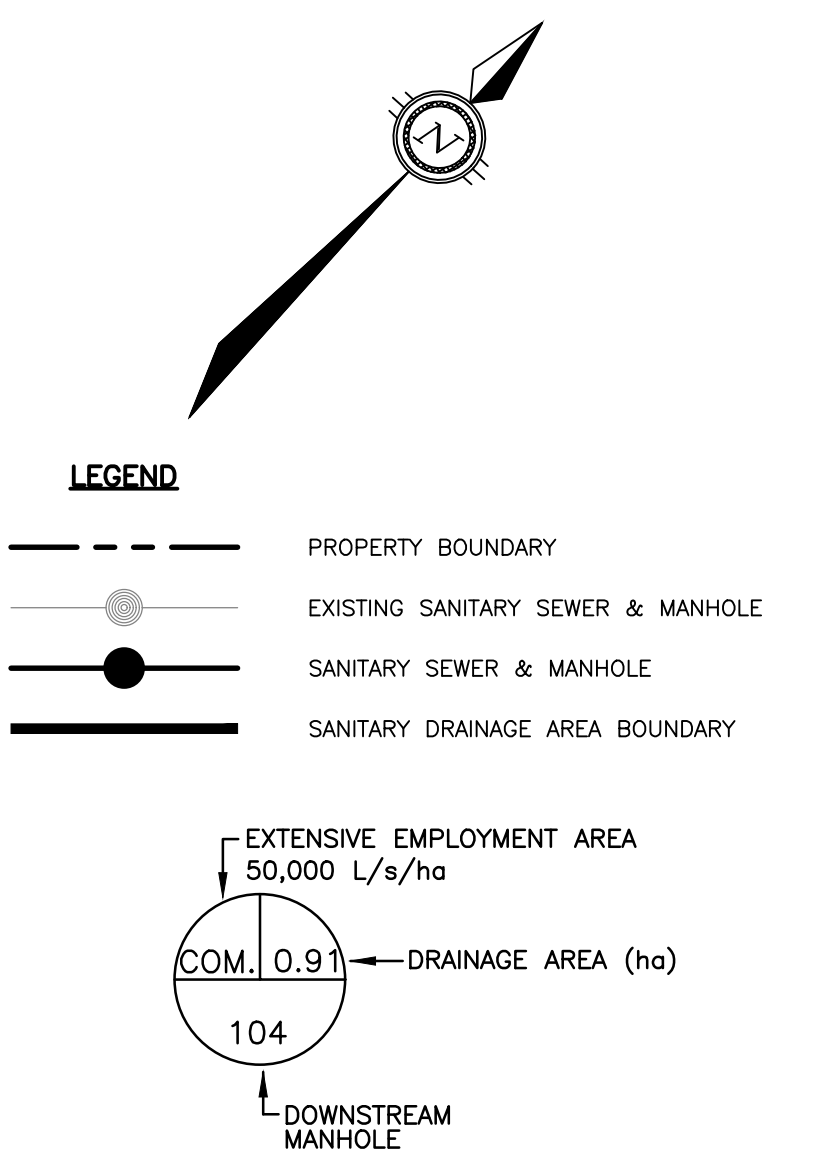 N
LEGEND
PROPERTY BOUNDARY
EXISTING SANITARY SEWER & MANHOLE
SANITARY SEWER & MANHOLE
SANITARY DRAINAGE AREA BOUNDARY
EXTENSIVE EMPLOYMENT AREA
50,000 L/s/ha
COM. 0.91
DRAINAGE AREA (ha)
104
DOWNSTREAM
MANHOLE